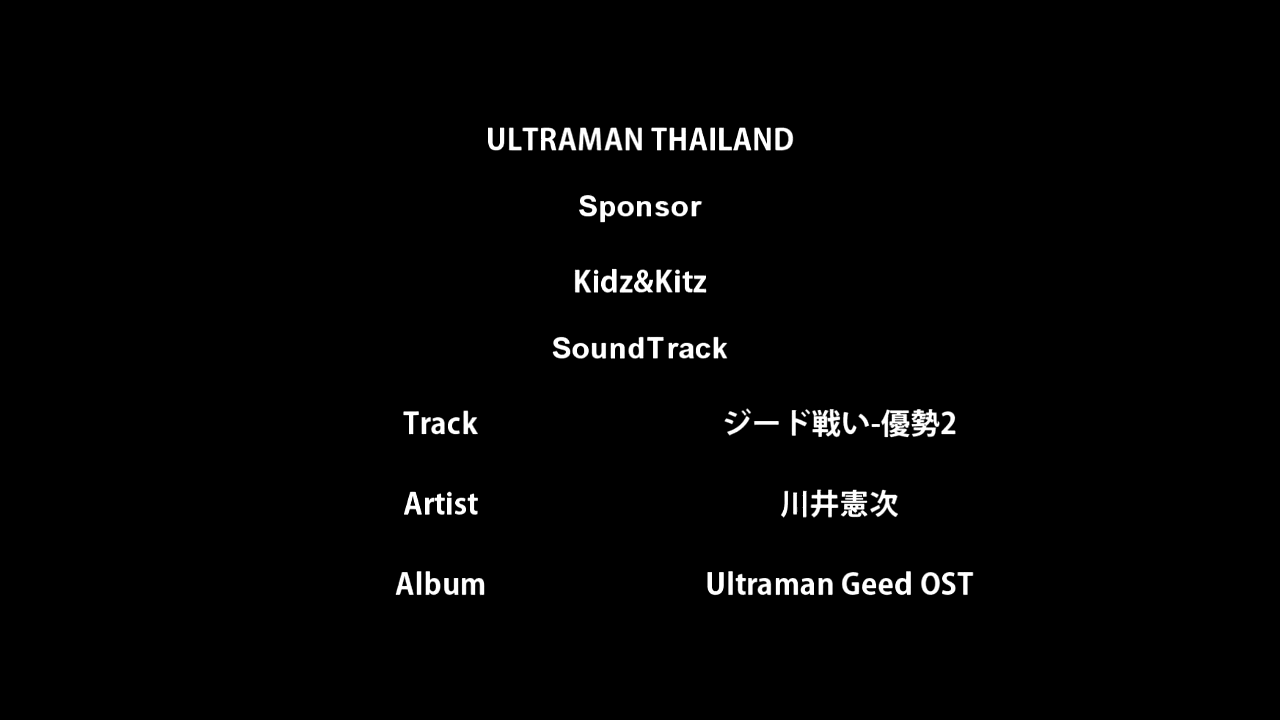 ULTRAMAN THAILAND
Sponsor
Kidz&Kitz
SoundTrack
Track ジード戦い-優勢2
Artist 川井憲次
Album Ultraman Geed OST